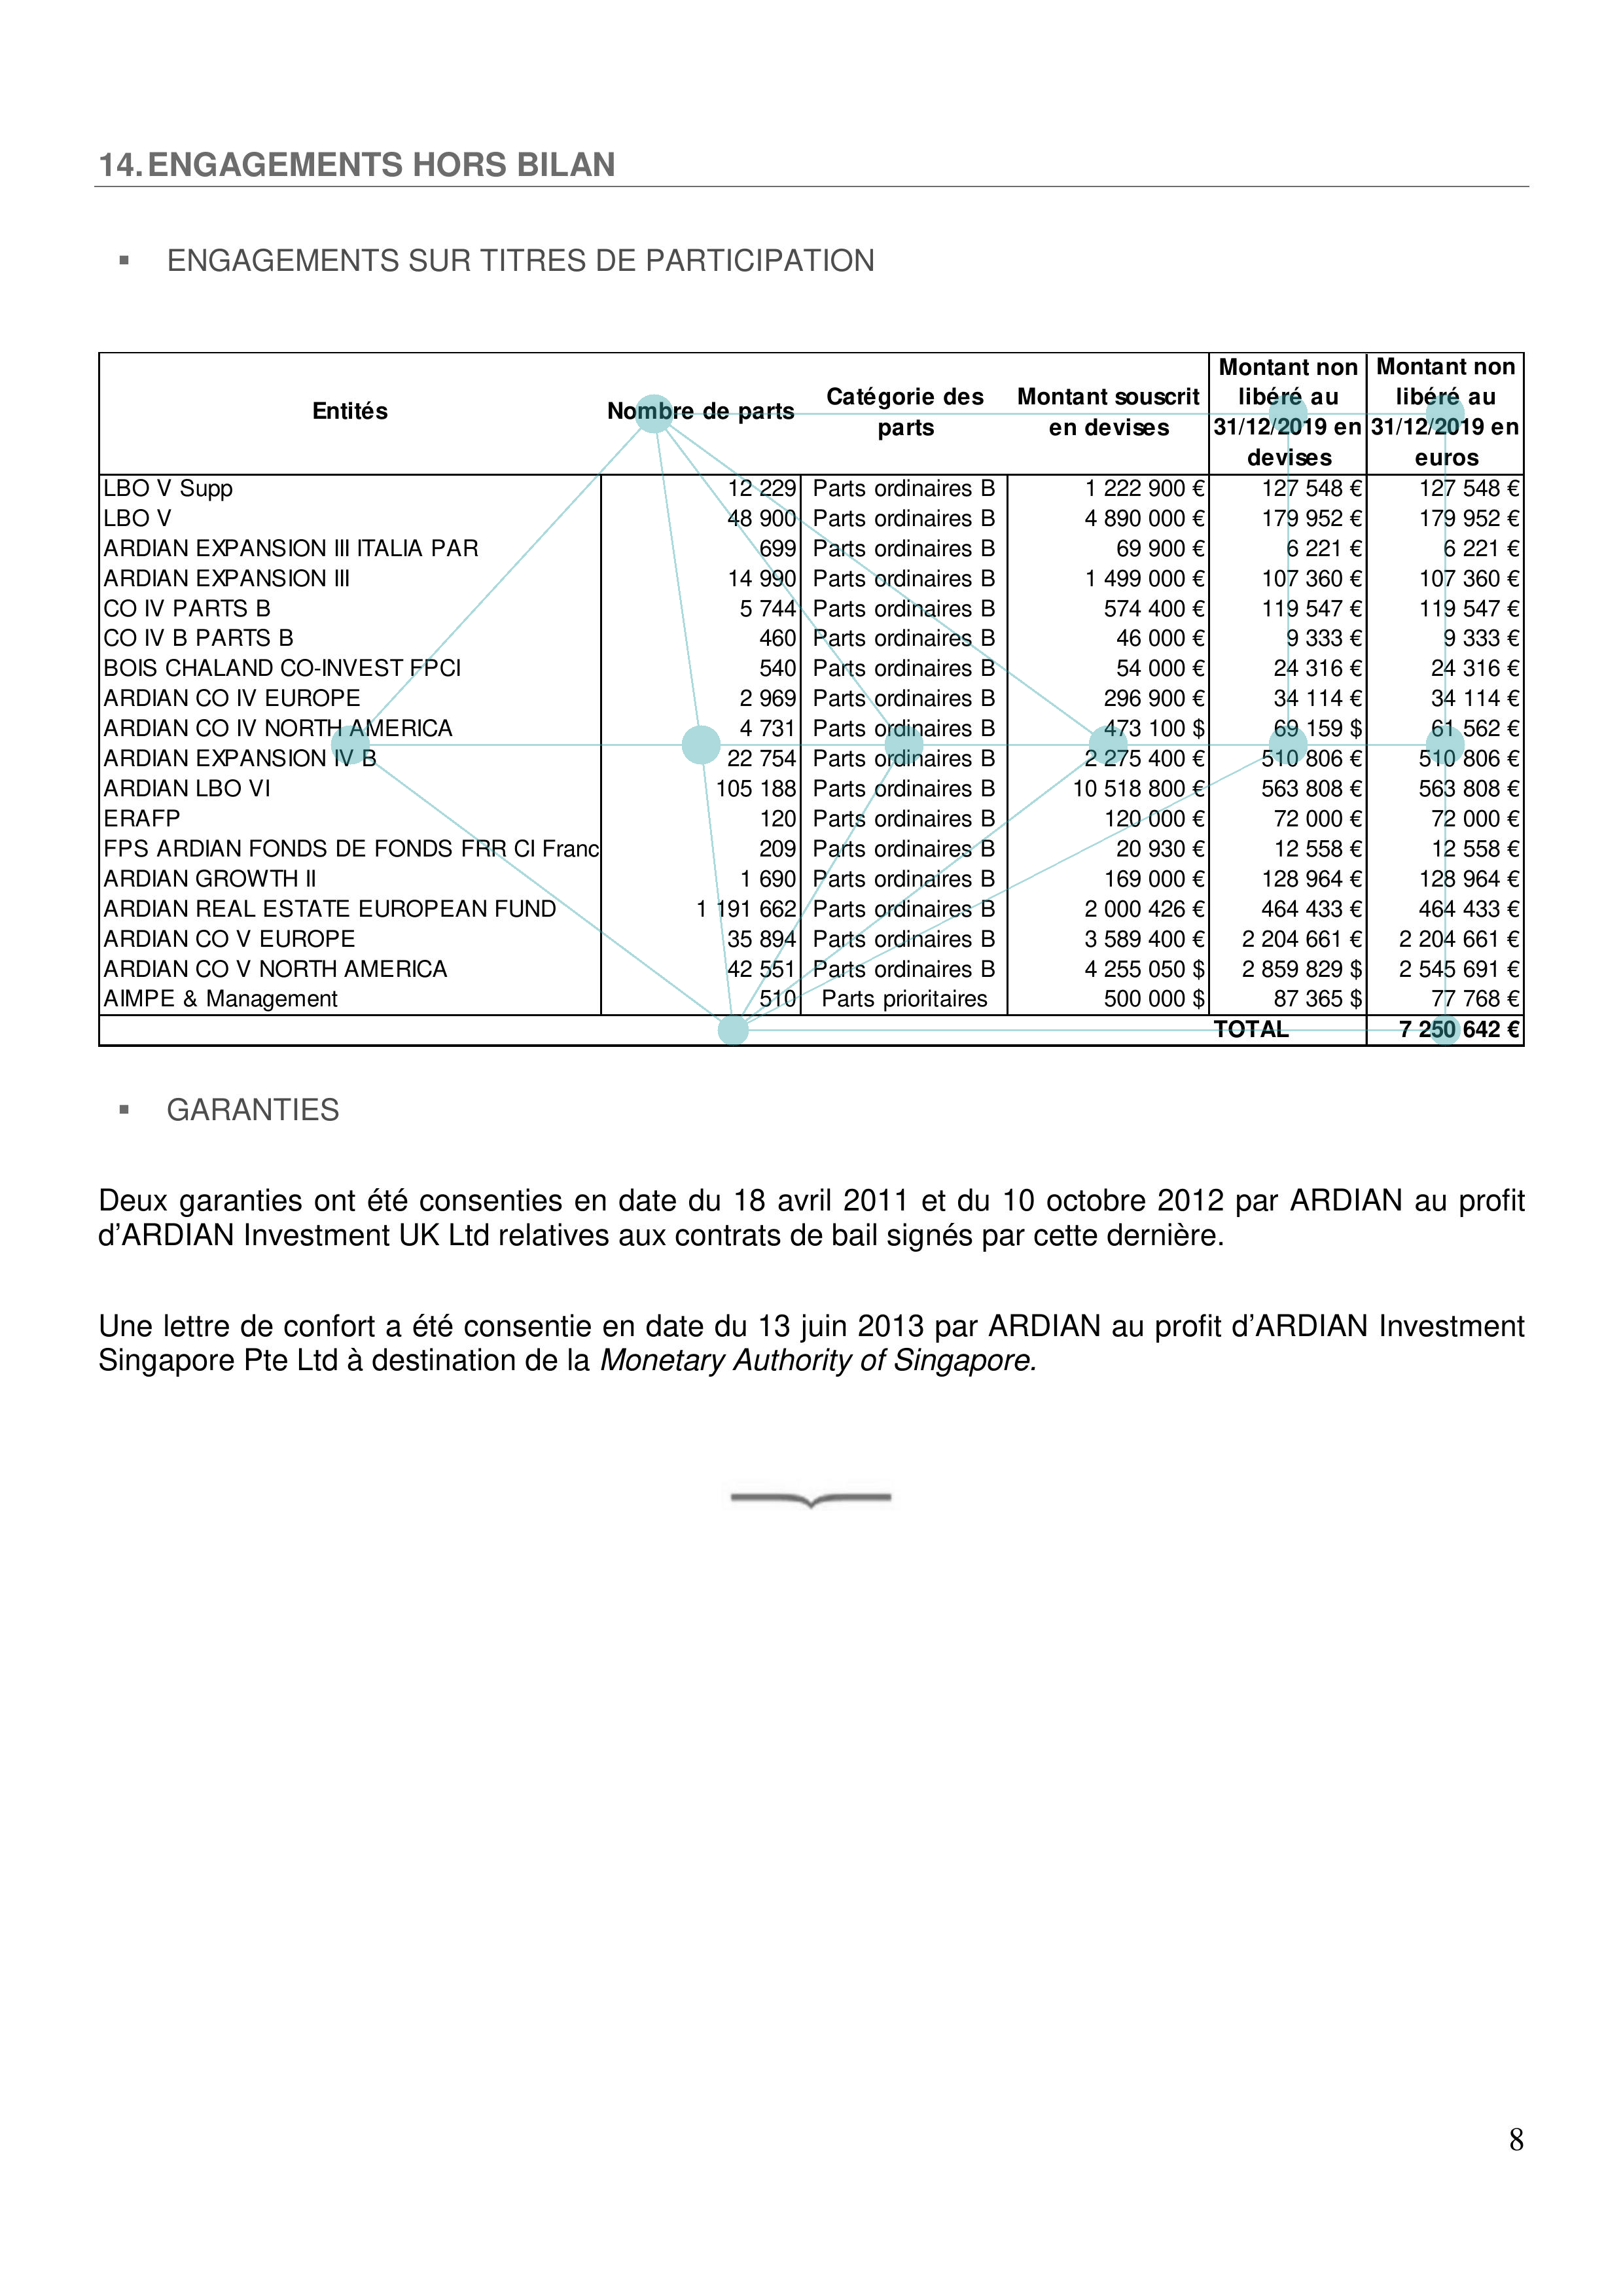 14. ENGAGEMENTS HORS BILAN
▪ ENGAGEMENTS SUR TITRES DE PARTICIPATION
Entités Nombre de parts Catégorie des parts Montant souscrit en devises Montant non libéré au 31/12/2019 en devises Montant non libéré au 31/12/2019 en euros
LBO V Supp 12 229 Parts ordinaires B 1 222 900 € 127 548 € 127 548 €
LBO V 48 900 Parts ordinaires B 4 890 000 € 179 952 € 179 952 €
ARDIAN EXPANSION III ITALIA PAR 699 Parts ordinaires B 69 900 € 6 221 € 6 221 €
ARDIAN EXPANSION III 14 990 Parts ordinaires B 1 499 000 € 107 360 € 107 360 €
CO IV PARTS B 5 744 Parts ordinaires B 574 400 € 119 547 € 119 547 €
CO IV B PARTS B 460 Parts ordinaires B 46 000 € 9 333 € 9 333 €
BOIS CHALAND CO-INVEST FPCI 540 Parts ordinaires B 54 000 € 24 316 € 24 316 €
ARDIAN CO IV EUROPE 2 969 Parts ordinaires B 296 900 € 34 114 € 34 114 €
ARDIAN CO IV NORTH AMERICA 4 731 Parts ordinaires B 473 100 $ 69 159 $ 61 562 €
ARDIAN EXPANSION IV B 22 754 Parts ordinaires B 2 275 400 € 510 806 € 510 806 €
ARDIAN LBO VI 105 188 Parts ordinaires B 10 518 800 € 563 808 € 563 808 €
ERAFP 120 Parts ordinaires B 120 000 € 72 000 € 72 000 €
FPS ARDIAN FONDS DE FONDS FRR CI Franc 209 Parts ordinaires B 20 930 € 12 558 € 12 558 €
ARDIAN GROWTH II 1 690 Parts ordinaires B 169 000 € 128 964 € 128 964 €
ARDIAN REAL ESTATE EUROPEAN FUND 1 191 662 Parts ordinaires B 2 000 426 € 464 433 € 464 433 €
ARDIAN CO V EUROPE 35 894 Parts ordinaires B 3 589 400 € 2 204 661 € 2 204 661 €
ARDIAN CO V NORTH AMERICA 42 551 Parts ordinaires B 4 255 050 $ 2 859 829 $ 2 545 691 €
AIMPE & Management 510 Parts prioritaires 500 000 $ 87 365 $ 77 768 €
TOTAL 7 250 642 €
▪ GARANTIES
Deux garanties ont été consenties en date du 18 avril 2011 et du 10 octobre 2012 par ARDIAN au profit
d'ARDIAN Investment UK Ltd relatives aux contrats de bail signés par cette dernière.
Une lettre de confort a été consentie en date du 13 juin 2013 par ARDIAN au profit d'ARDIAN Investment
Singapore Pte Ltd à destination de la Monetary Authority of Singapore.
8